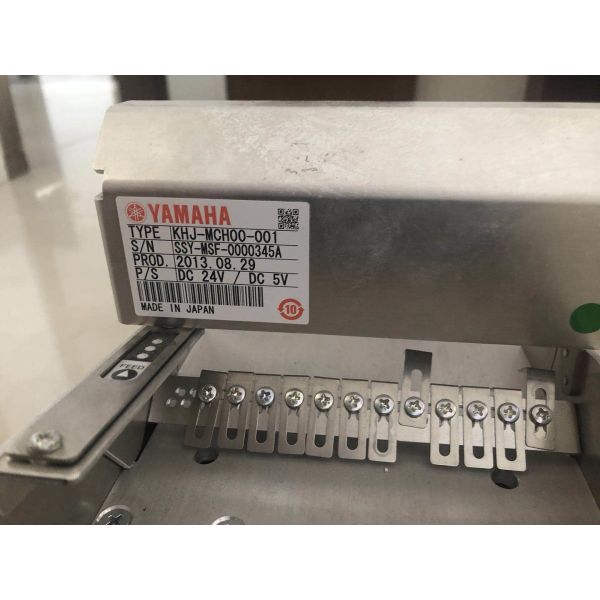 YAMAHA
TYPE KHJ-MCH00-001
S/N SSY-MSF-0000345A
PROD. 2013.08.29
P/S DC 24V / DC 5V
MADE IN JAPAN
10
FEED